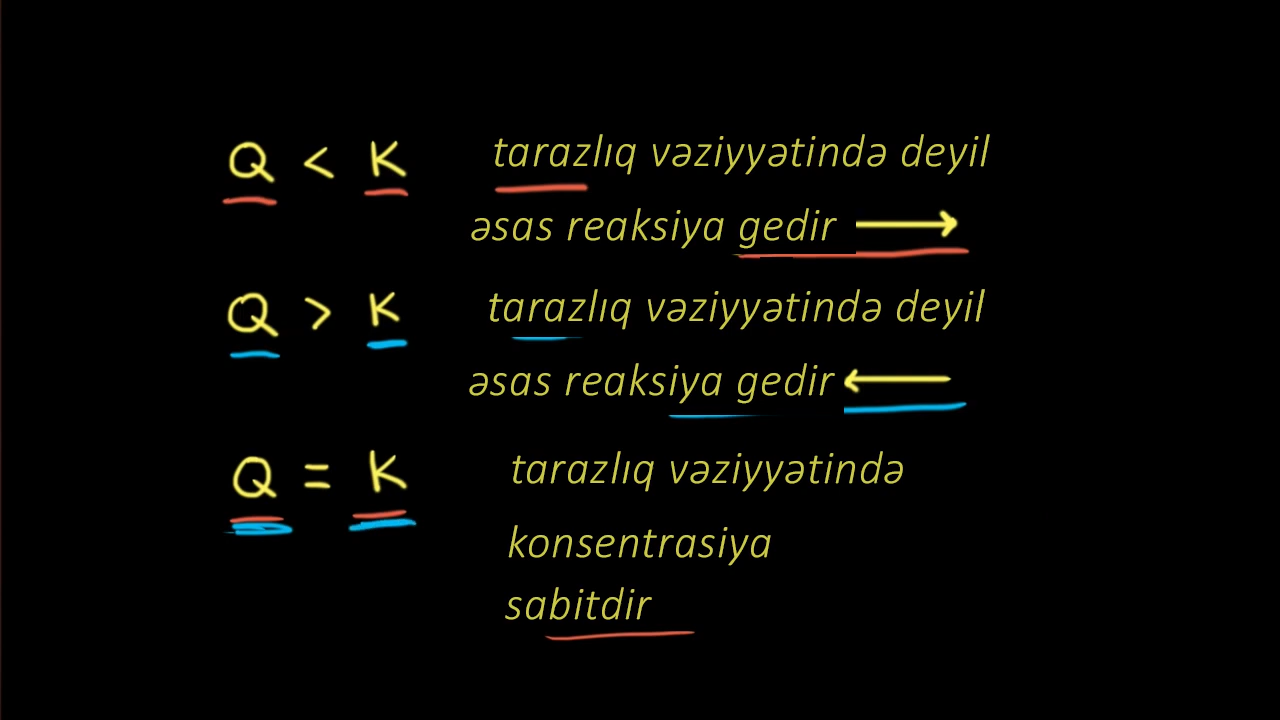 Q < K tarazlıq vəziyyətində deyil
əsas reaksiya gedir →
Q > K tarazlıq vəziyyətində deyil
əsas reaksiya gedir ←
Q = K tarazlıq vəziyyətində
konsentrasiya
sabitdir